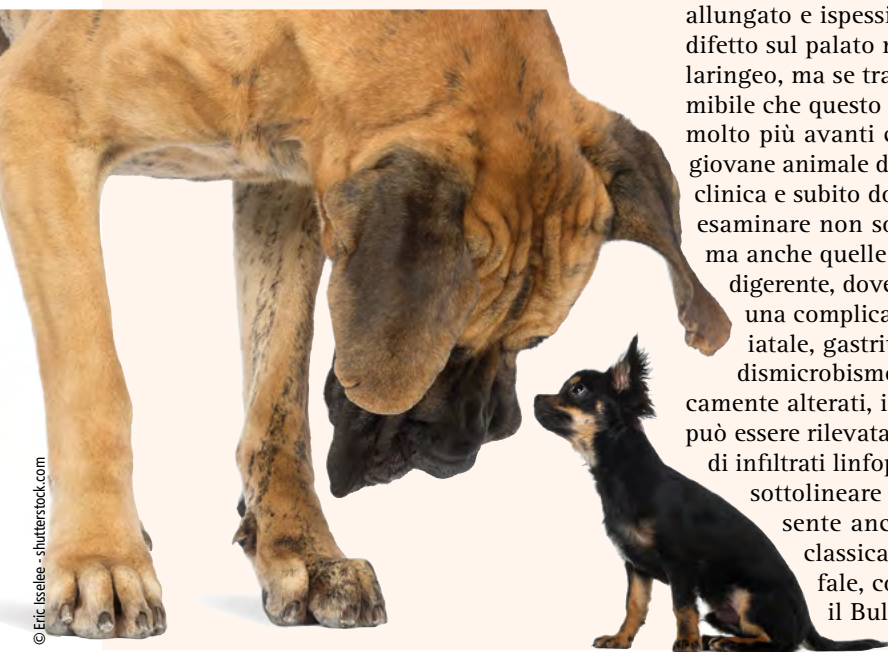 allungato e ispessi
difetto sul palato
laringeo, ma se tra
mibile che questo
molto più avanti
giovane animale d
clinica e subito do
esaminare non so
ma anche quelle
digerente, dove
una complica
iatale, gastri
dismicrobismo
camente alterati, i
può essere rilevata
di infiltrati linfop
sottolineare
sente anc
classica
fale, co
il Bul
© Eric Isselee - shutterstock.com